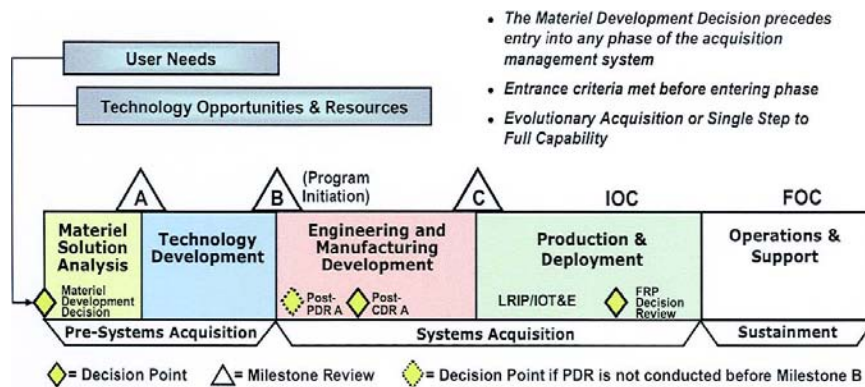 User Needs
Technology Opportunities & Resources
• The Materiel Development Decision precedes
entry into any phase of the acquisition
management system
• Entrance criteria met before entering phase
• Evolutionary Acquisition or Single Step to
Full Capability
A
B
(Program
Initiation)
C
IOC
FOC
Materiel
Solution
Analysis
Technology
Development
Engineering and
Manufacturing
Development
Production &
Deployment
Operations &
Support
Materiel
Development
Decision
Post-
PDR A
Post-
CDR A
LRIP/IOT&E
FRP
Decision
Review
Pre-Systems Acquisition
Systems Acquisition
Sustainment
= Decision Point
= Milestone Review
= Decision Point if PDR is not conducted before Milestone B